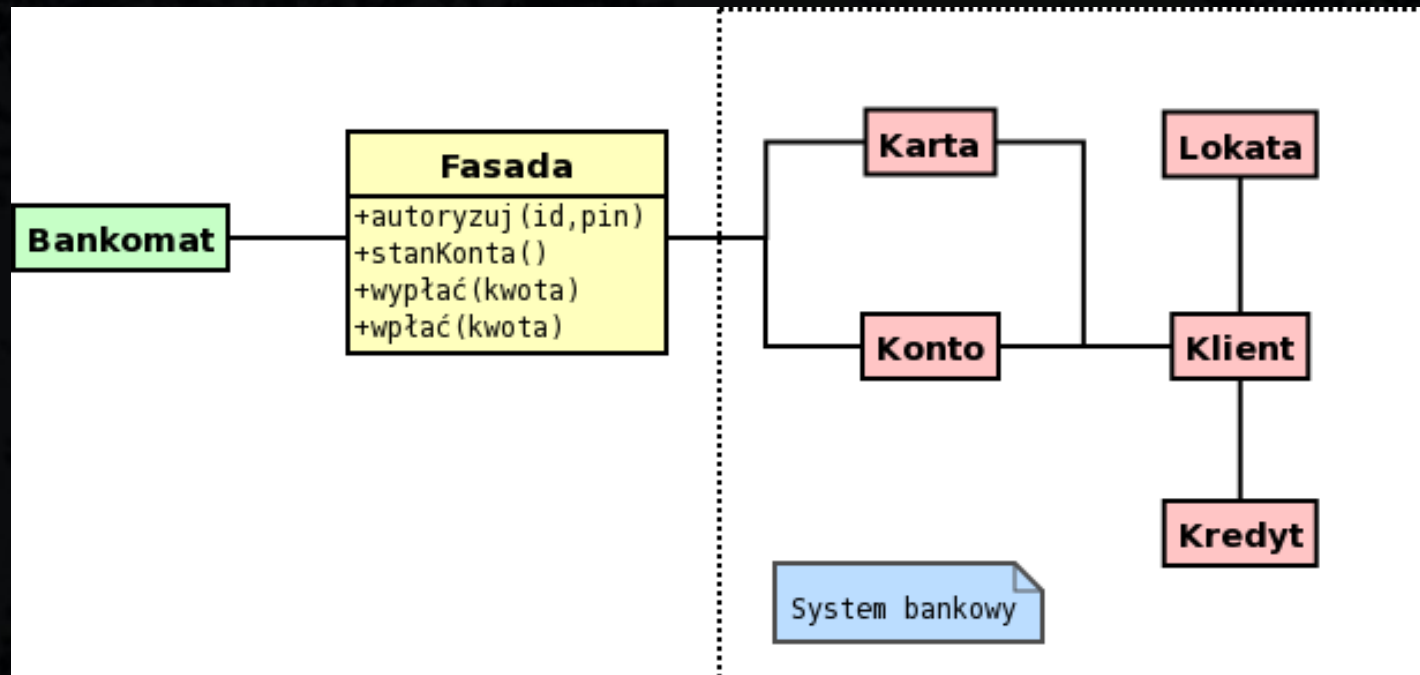 Bankomat
Fasada
+autoryzuj(id,pin)
+stanKonta()
+wypłać(kwota)
+wpłać(kwota)
Karta
Konto
Lokata
Klient
Kredyt
System bankowy